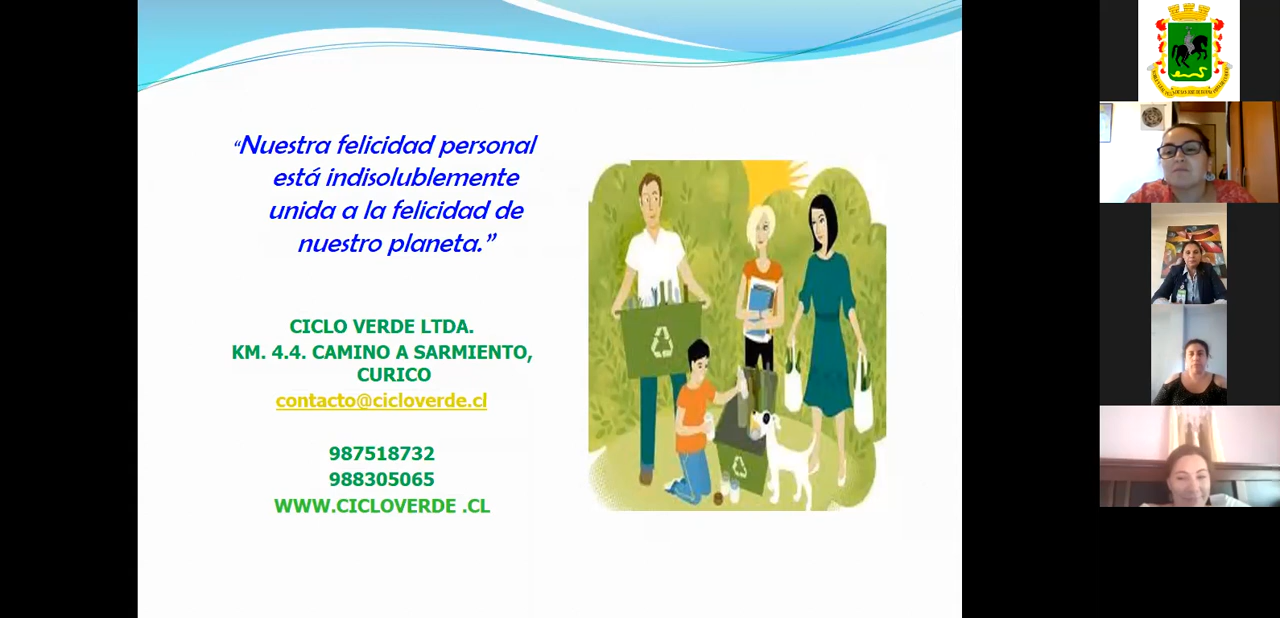 “Nuestra felicidad personal
está indisolublemente
unida a la felicidad de
nuestro planeta.”
CICLO VERDE LTDA.
KM. 4.4. CAMINO A SARMIENTO,
CURICO
contacto@cicloverde.cl
987518732
988305065
WWW.CICLOVERDE .CL